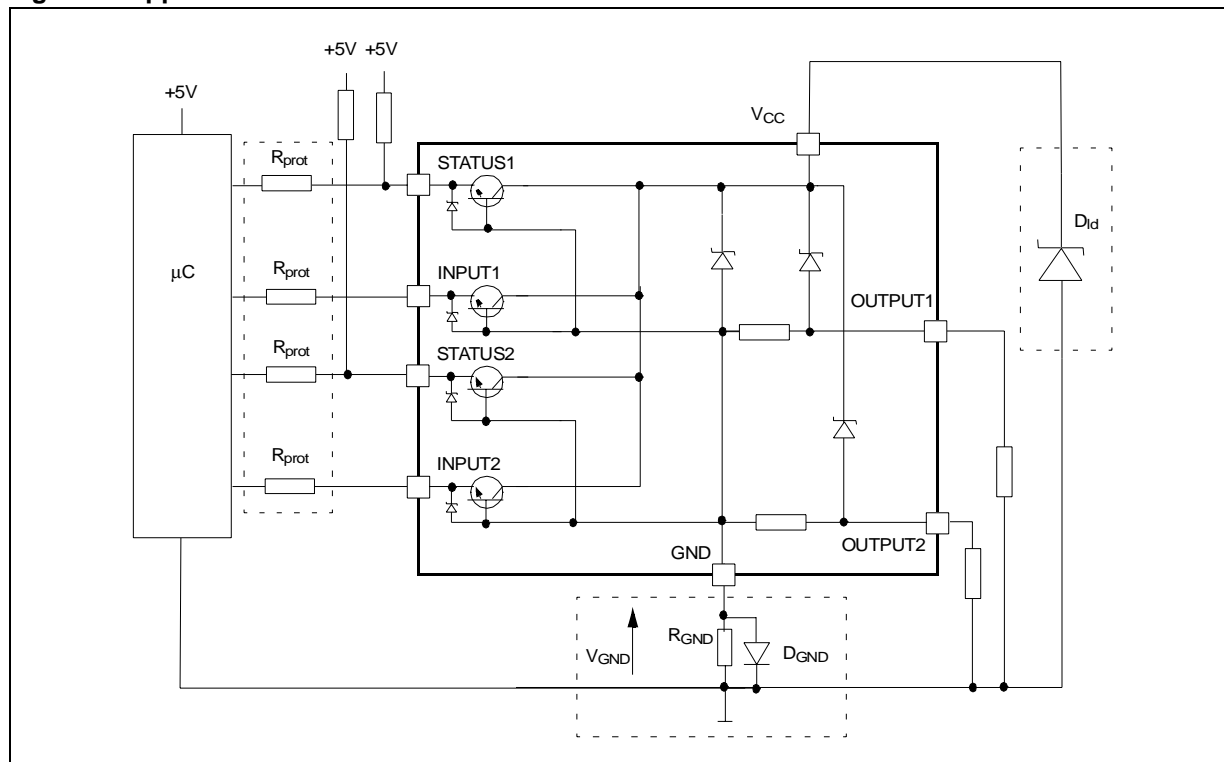 +5V +5V
+5V
VCC
Rprot
STATUS1
Dld
μC
Rprot
INPUT1
OUTPUT1
Rprot
STATUS2
Rprot
INPUT2
GND
OUTPUT2
RGND
VGND
DGND